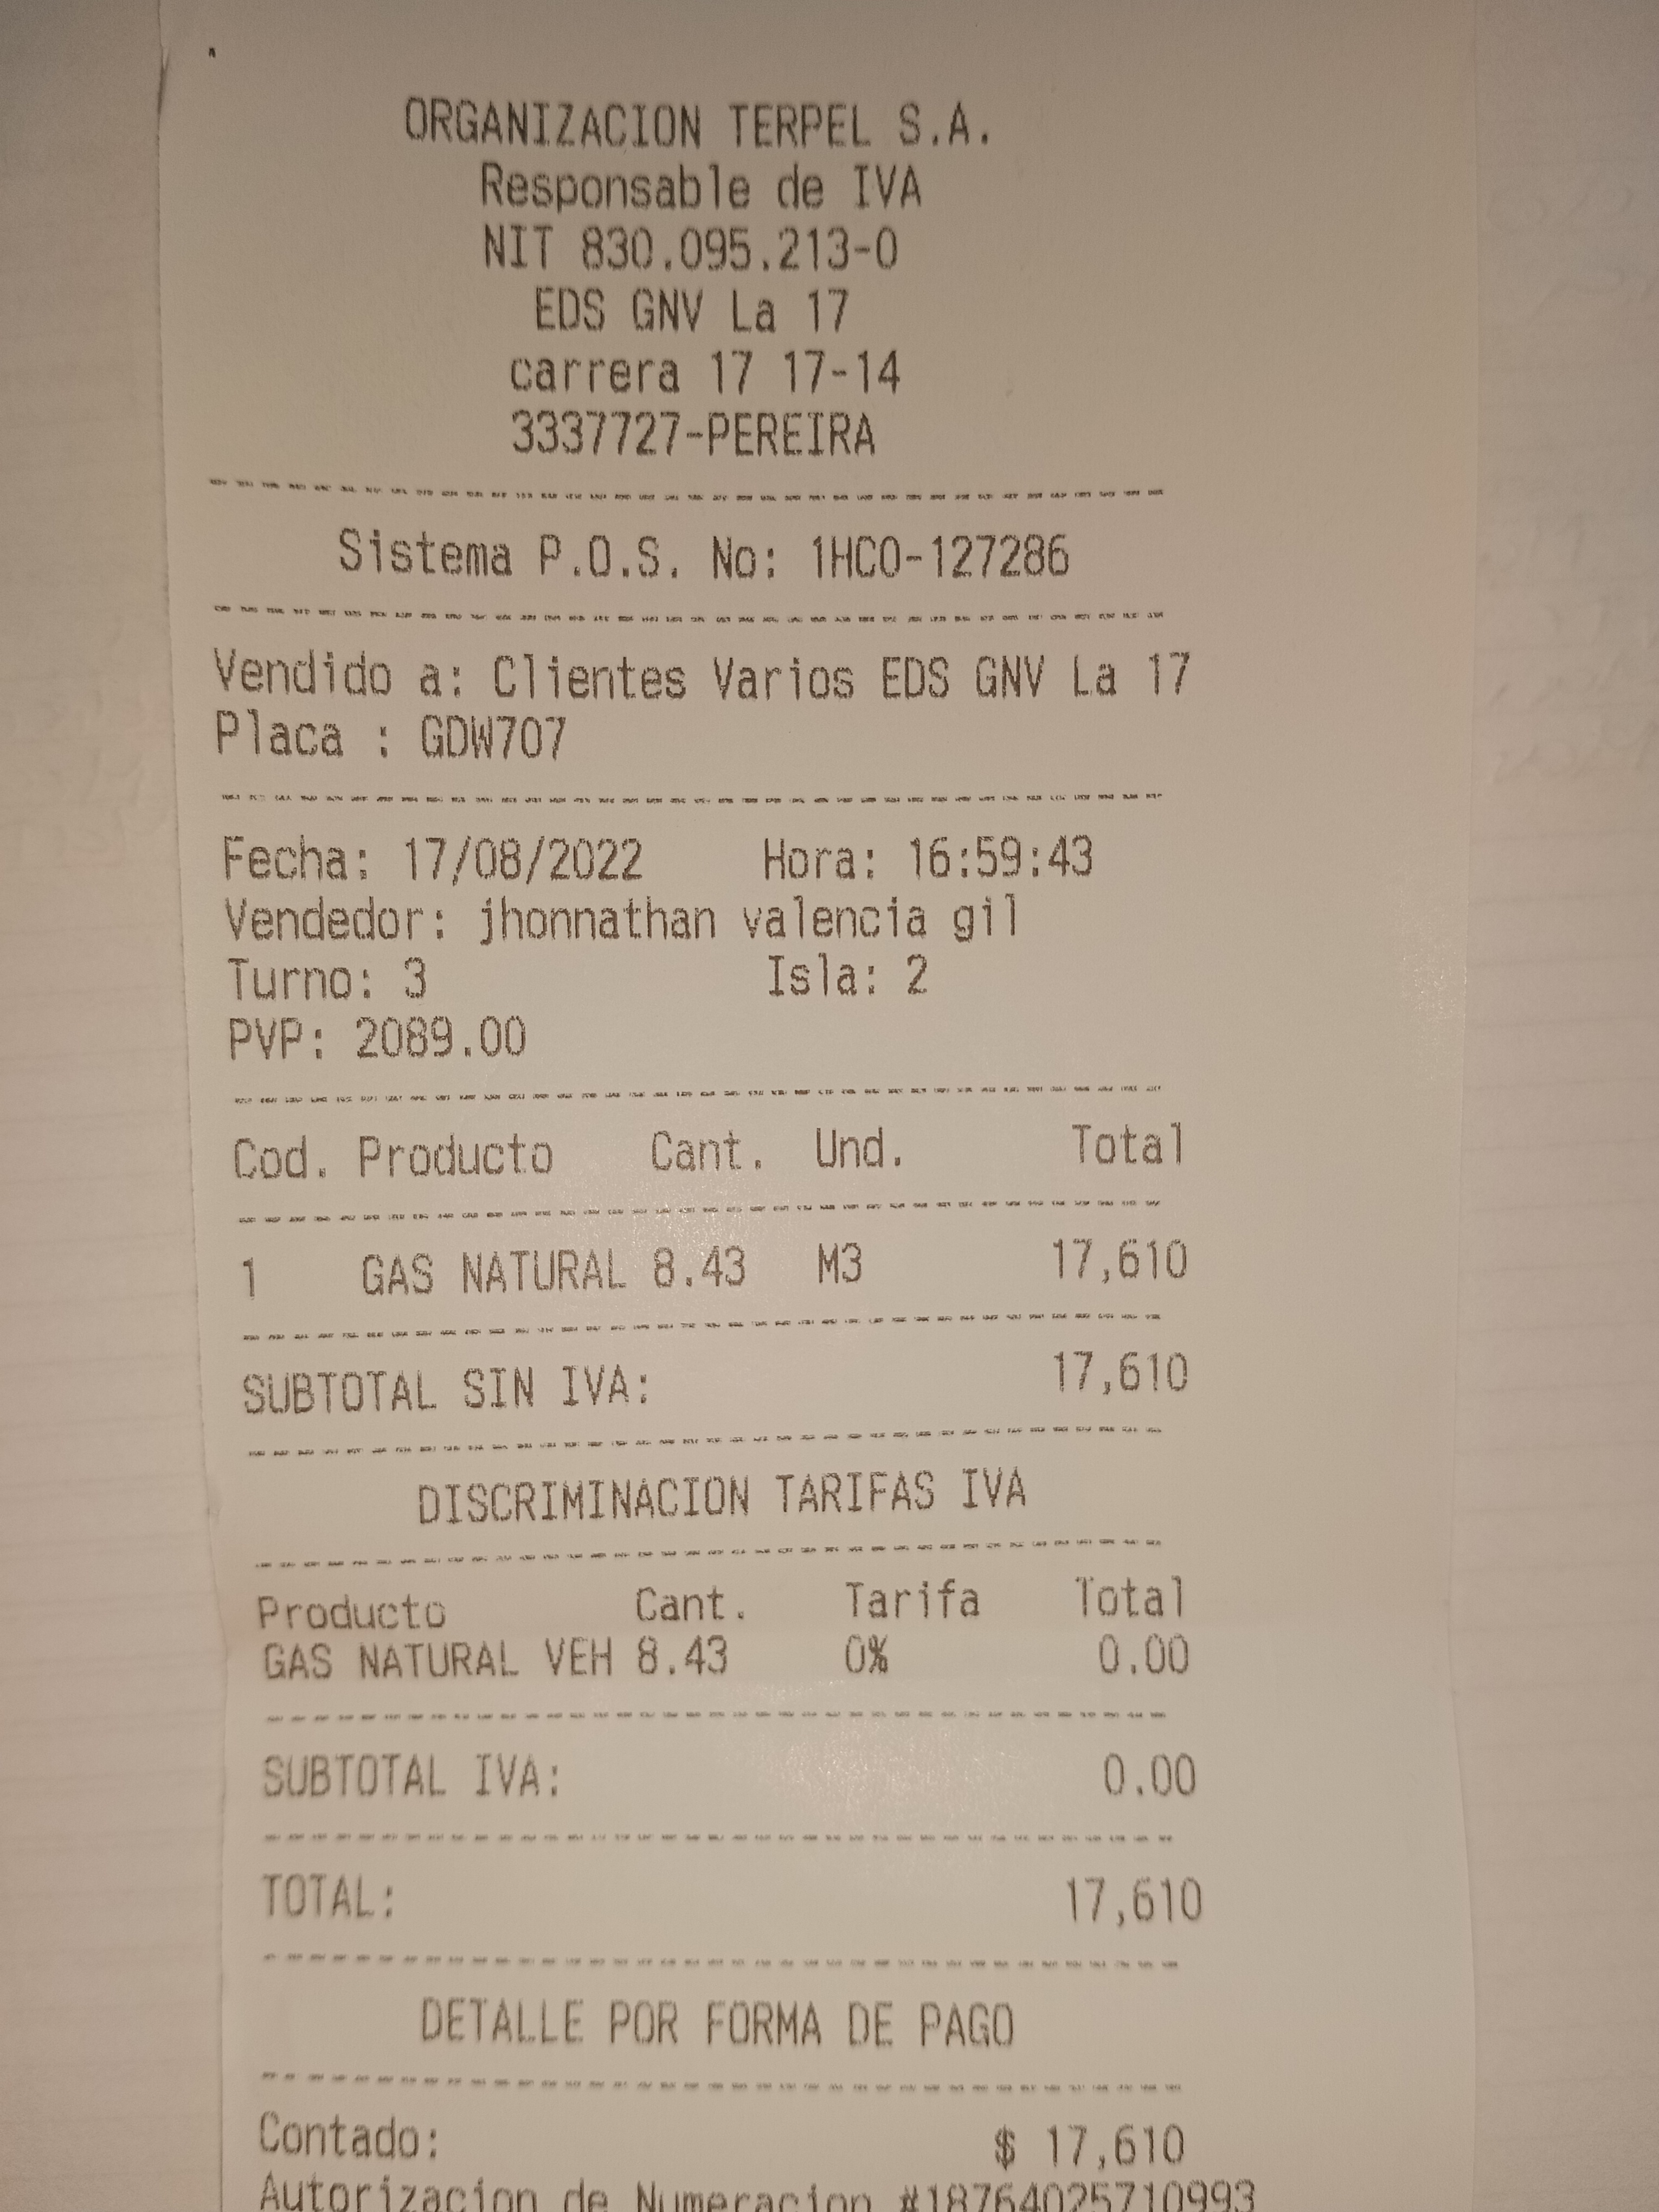 ORGANIZACION TERPEL S.A.
Responsable de IVA
NIT 830.095.213-0
EDS GNV La 17
carrera 17 17-14
3337727-PEREIRA
Sistema P.O.S. No: 1HCO-127286
Vendido a: Clientes Varios EDS GNV La 17
Placa : GDW707
Fecha: 17/08/2022 Hora: 16:59:43
Vendedor: jhonnathan valencia gil
Turno: 3 Isla: 2
PVP: 2089.00
Cod. Producto Cant. Und. Total
1 GAS NATURAL 8.43 M3 17,610
SUBTOTAL SIN IVA: 17,610
DISCRIMINACION TARIFAS IVA
Producto Cant. Tarifa Total
GAS NATURAL VEH 8.43 0% 0.00
SUBTOTAL IVA: 0.00
TOTAL: 17,610
DETALLE POR FORMA DE PAGO
Contado: $ 17,610
Autorizacion de Numeracion #18764025710993